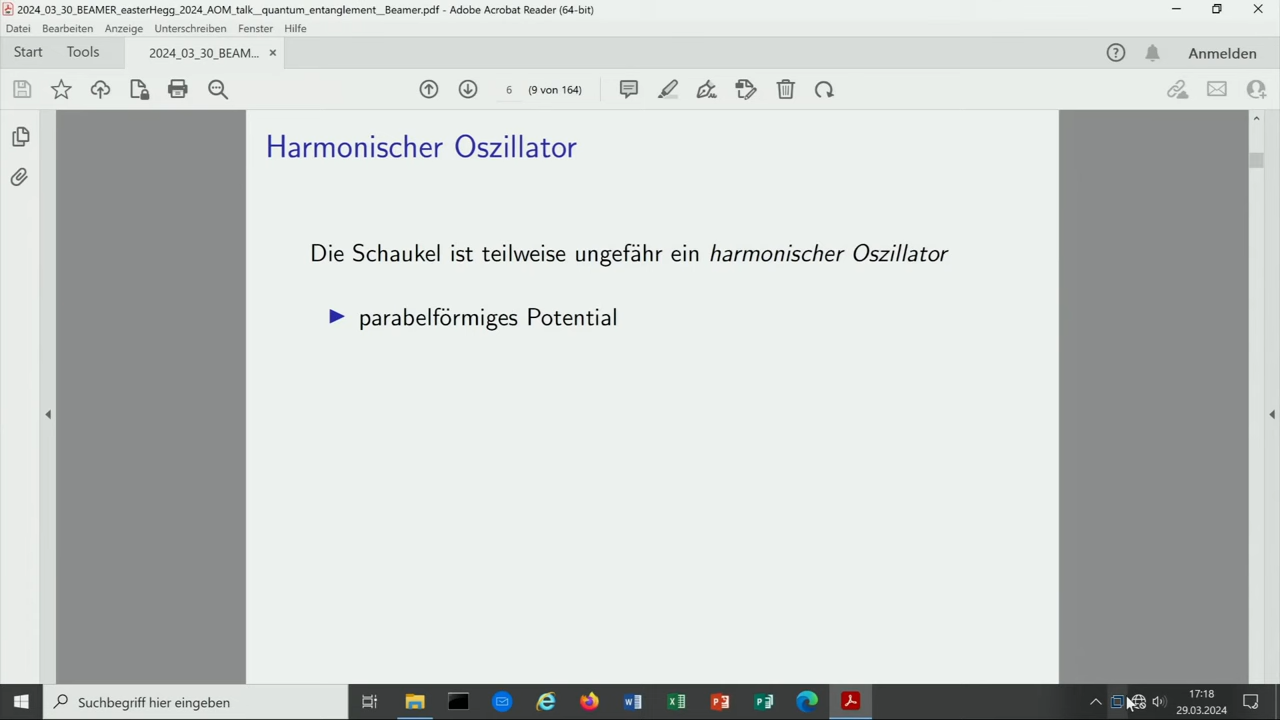 2024_03_30_BEAMER_easterHegg_2024_AOM_talk__quantum_entanglement__Beamer.pdf - Adobe Acrobat Reader (64-bit)
Datei Bearbeiten Anzeige Unterschreiben Fenster Hilfe
Start Tools 2024_03_30_BEAM... × Anmelden
6 (9 von 164)
Harmonischer Oszillator
Die Schaukel ist teilweise ungefähr ein harmonischer Oszillator
▶ parabelförmiges Potential
Suchbegriff hier eingeben
17:18
29.03.2024